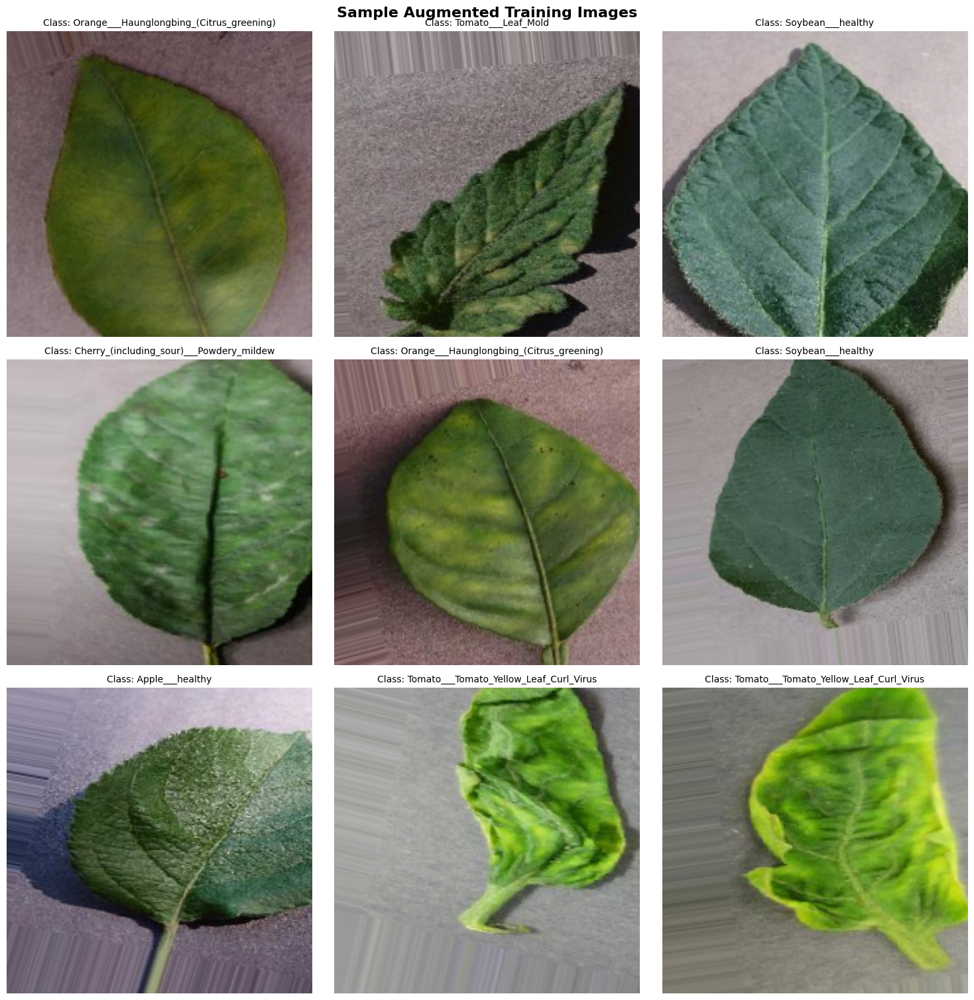 Sample Augmented Training Images
Class: Orange___Haunglongbing_(Citrus_greening)
Class: Tomato___Leaf_Mold
Class: Soybean___healthy
Class: Cherry_(including_sour)___Powdery_mildew
Class: Orange___Haunglongbing_(Citrus_greening)
Class: Soybean___healthy
Class: Apple___healthy
Class: Tomato___Tomato_Yellow_Leaf_Curl_Virus
Class: Tomato___Tomato_Yellow_Leaf_Curl_Virus